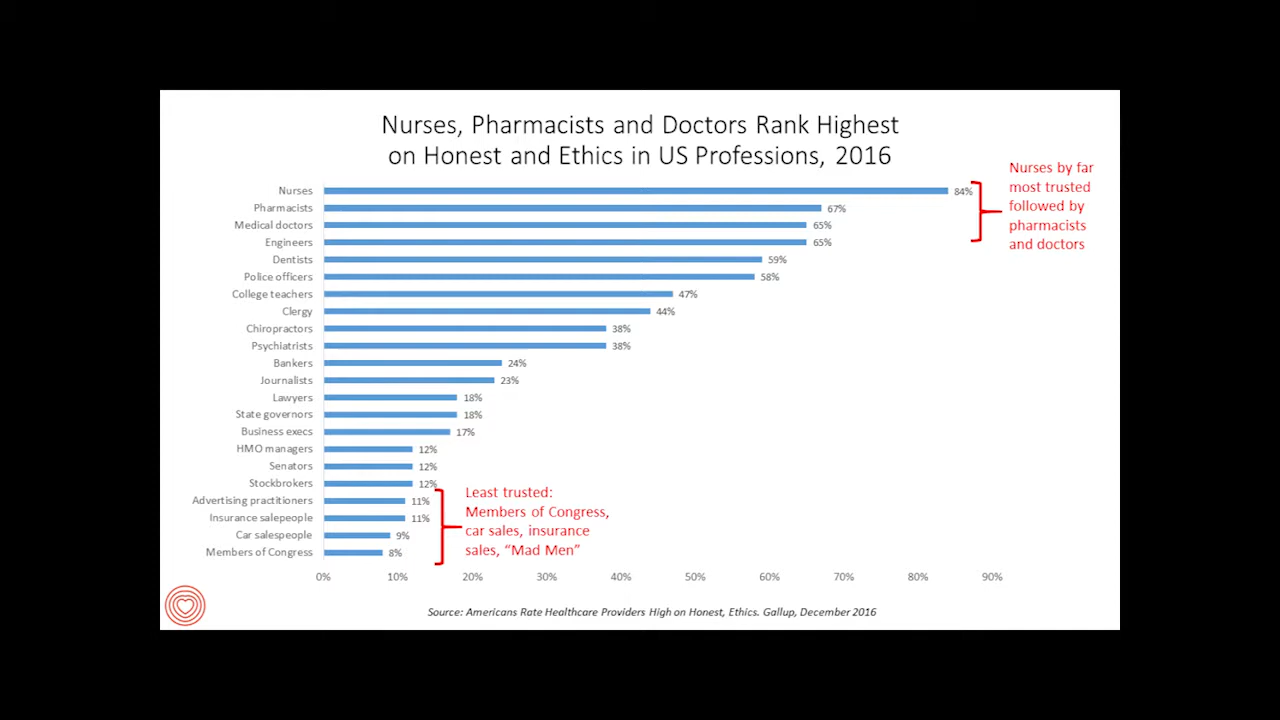 Nurses, Pharmacists and Doctors Rank Highest
on Honest and Ethics in US Professions, 2016
Nurses by far
most trusted
followed by
pharmacists
and doctors
Nurses 84%
Pharmacists 67%
Medical doctors 65%
Engineers 65%
Dentists 59%
Police officers 58%
College teachers 47%
Clergy 44%
Chiropractors 38%
Psychiatrists 38%
Bankers 24%
Journalists 23%
Lawyers 18%
State governors 18%
Business execs 17%
HMO managers 12%
Senators 12%
Stockbrokers 12%
Advertising practitioners 11%
Insurance salepeople 11%
Car salespeople 9%
Members of Congress 8%
Least trusted:
Members of Congress,
car sales, insurance
sales, “Mad Men”
0% 10% 20% 30% 40% 50% 60% 70% 80% 90%
Source: Americans Rate Healthcare Providers High on Honest, Ethics. Gallup, December 2016